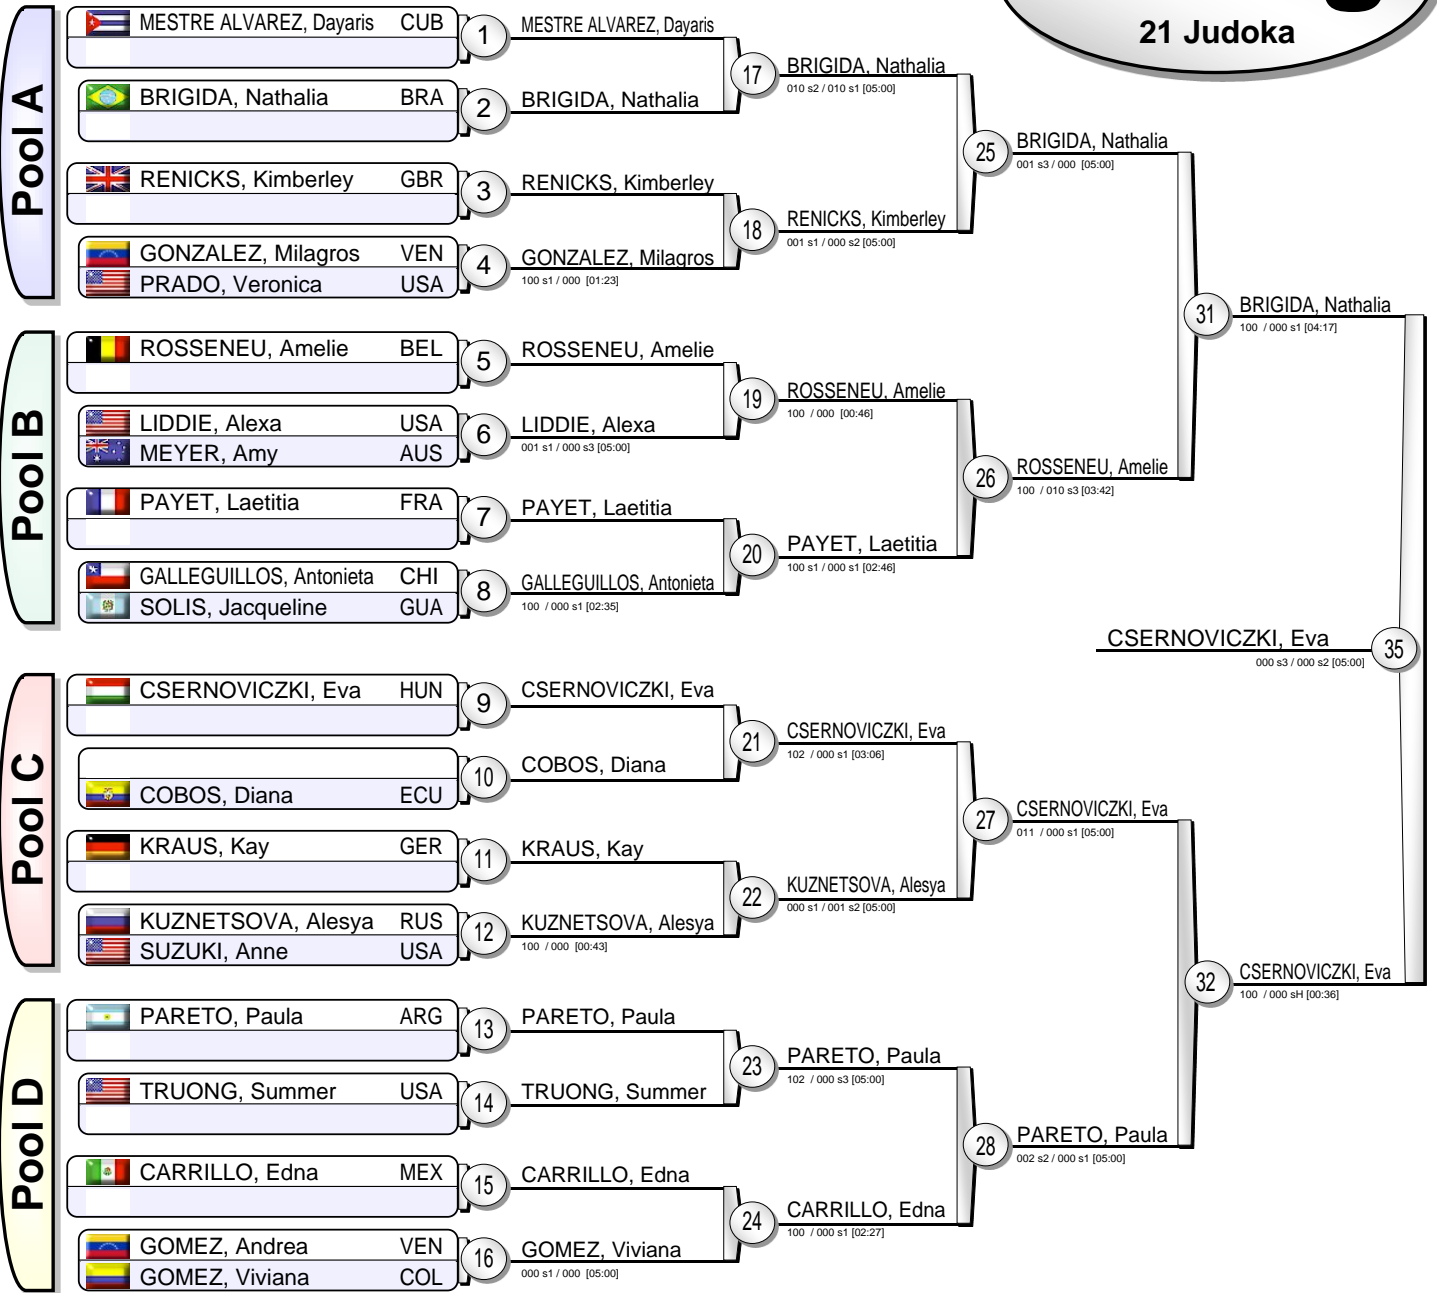 21 Judoka
Pool A
MESTRE ALVAREZ, Dayaris CUB
1
MESTRE ALVAREZ, Dayaris
BRIGIDA, Nathalia BRA
2
BRIGIDA, Nathalia
17
BRIGIDA, Nathalia
010 s2 / 010 s1 [05:00]
RENICKS, Kimberley GBR
3
RENICKS, Kimberley
GONZALEZ, Milagros VEN
PRADO, Veronica USA
4
GONZALEZ, Milagros
100 s1 / 000 [01:23]
18
RENICKS, Kimberley
001 s1 / 000 s2 [05:00]
25
BRIGIDA, Nathalia
001 s3 / 000 [05:00]
Pool B
ROSSENEU, Amelie BEL
5
ROSSENEU, Amelie
LIDDIE, Alexa USA
MEYER, Amy AUS
6
LIDDIE, Alexa
001 s1 / 000 s3 [05:00]
19
ROSSENEU, Amelie
100 / 000 [00:46]
PAYET, Laetitia FRA
7
PAYET, Laetitia
GALLEGUILLOS, Antonieta CHI
SOLIS, Jacqueline GUA
8
GALLEGUILLOS, Antonieta
100 / 000 s1 [02:35]
20
PAYET, Laetitia
100 s1 / 000 s1 [02:46]
26
ROSSENEU, Amelie
100 / 010 s3 [03:42]
31
BRIGIDA, Nathalia
100 / 000 s1 [04:17]
Pool C
CSERNOVICZKI, Eva HUN
9
CSERNOVICZKI, Eva
COBOS, Diana ECU
10
COBOS, Diana
21
CSERNOVICZKI, Eva
102 / 000 s1 [03:06]
KRAUS, Kay GER
11
KRAUS, Kay
KUZNETSOVA, Alesya RUS
SUZUKI, Anne USA
12
KUZNETSOVA, Alesya
100 / 000 [00:43]
22
KUZNETSOVA, Alesya
000 s1 / 001 s2 [05:00]
27
CSERNOVICZKI, Eva
011 / 000 s1 [05:00]
Pool D
PARETO, Paula ARG
13
PARETO, Paula
TRUONG, Summer USA
14
TRUONG, Summer
23
PARETO, Paula
102 / 000 s3 [05:00]
CARRILLO, Edna MEX
15
CARRILLO, Edna
GOMEZ, Andrea VEN
GOMEZ, Viviana COL
16
GOMEZ, Viviana
000 s1 / 000 [05:00]
24
CARRILLO, Edna
100 / 000 s1 [02:27]
28
PARETO, Paula
002 s2 / 000 s1 [05:00]
32
CSERNOVICZKI, Eva
100 / 000 sH [00:36]
CSERNOVICZKI, Eva
000 s3 / 000 s2 [05:00]
35